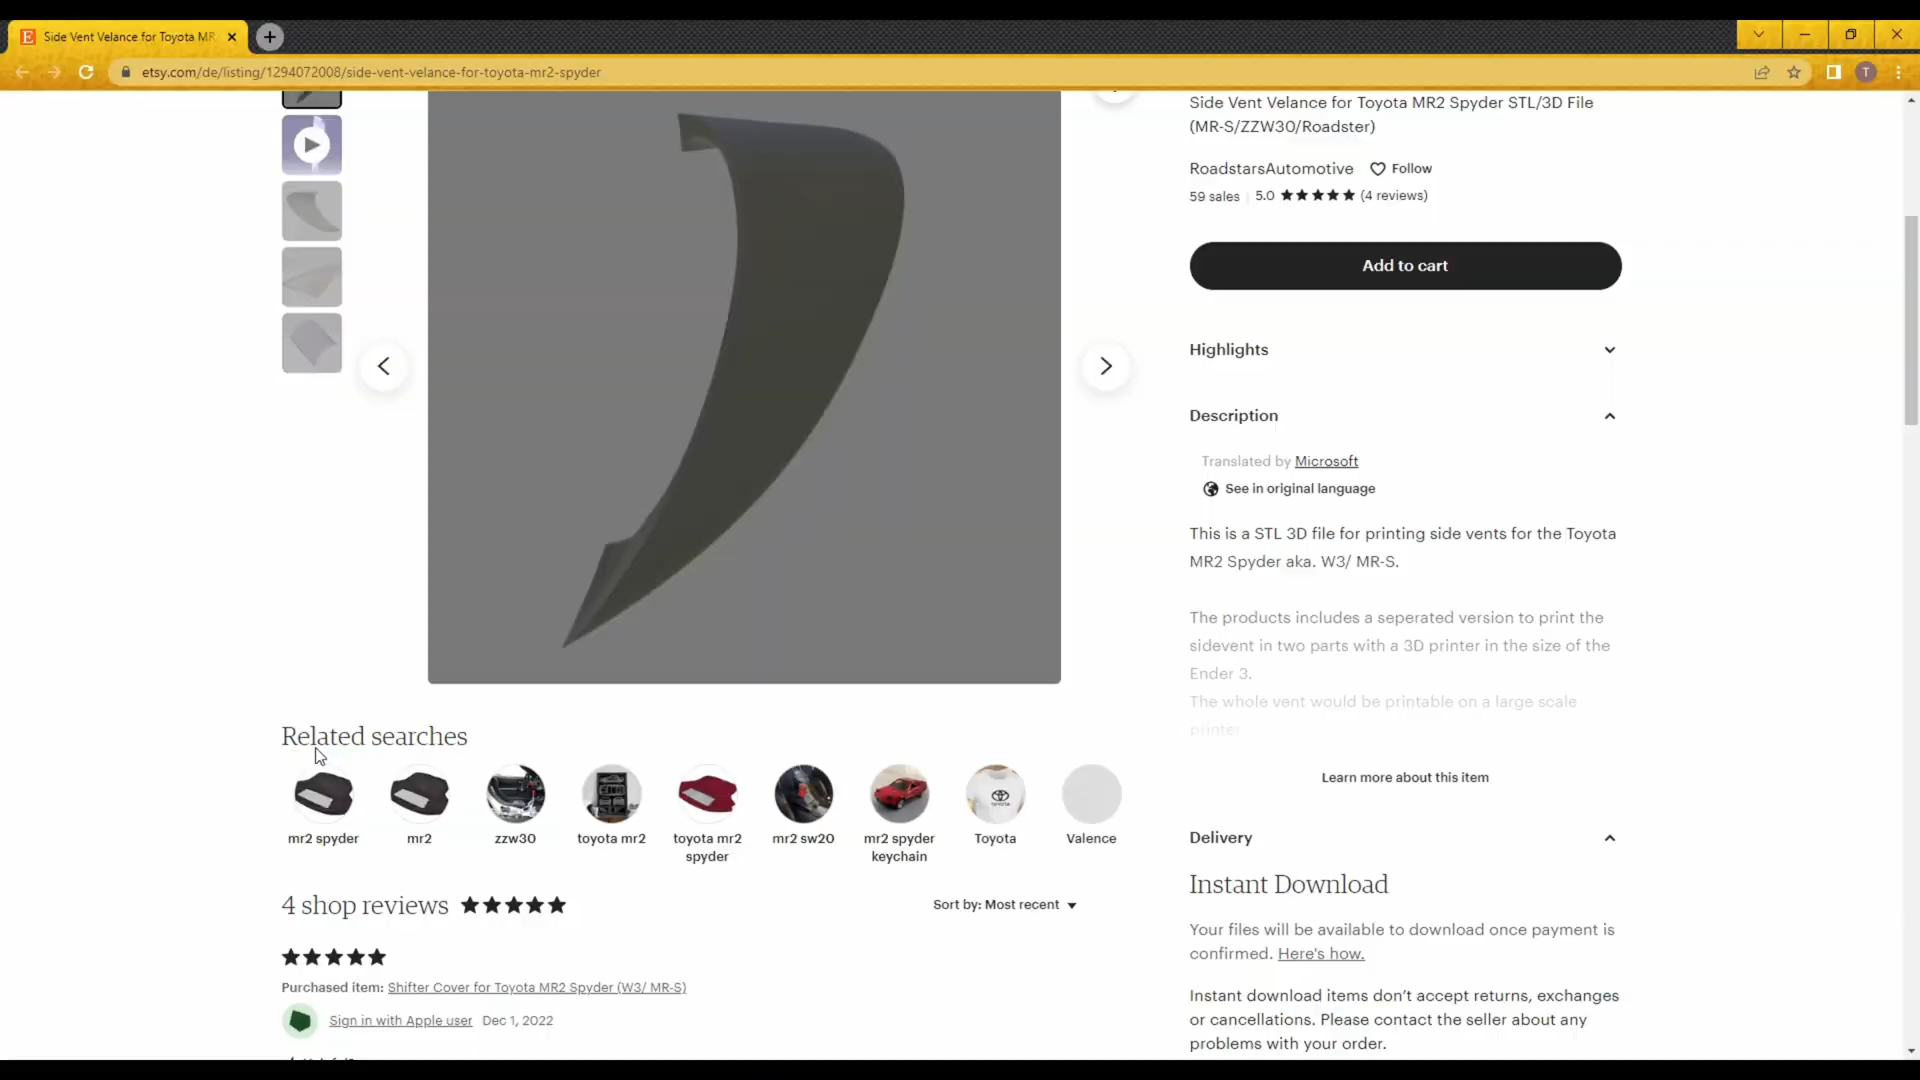 Side Vent Velance for Toyota MR
etsy.com/de/listing/1294072008/side-vent-velance-for-toyota-mr2-spyder
T
Side Vent Velance for Toyota MR2 Spyder STL/3D File
(MR-S/ZZW30/Roadster)
RoadstarsAutomotive Follow
59 sales | 5.0 ★★★★★ (4 reviews)
Add to cart
Highlights
Description
Translated by Microsoft
See in original language
This is a STL 3D file for printing side vents for the Toyota
MR2 Spyder aka. W3/ MR-S.
The products includes a seperated version to print the
sidevent in two parts with a 3D printer in the size of the
Ender 3.
The whole vent would be printable on a large scale
printer
Learn more about this item
Delivery
Instant Download
Your files will be available to download once payment is
confirmed. Here's how.
Instant download items don't accept returns, exchanges
or cancellations. Please contact the seller about any
problems with your order.
Related searches
mr2 spyder
mr2
zzw30
toyota mr2
toyota mr2
spyder
mr2 sw20
mr2 spyder
keychain
Toyota
Valence
4 shop reviews ★★★★★
Sort by: Most recent
★★★★★
Purchased item: Shifter Cover for Toyota MR2 Spyder (W3/ MR-S)
Sign in with Apple user Dec 1, 2022